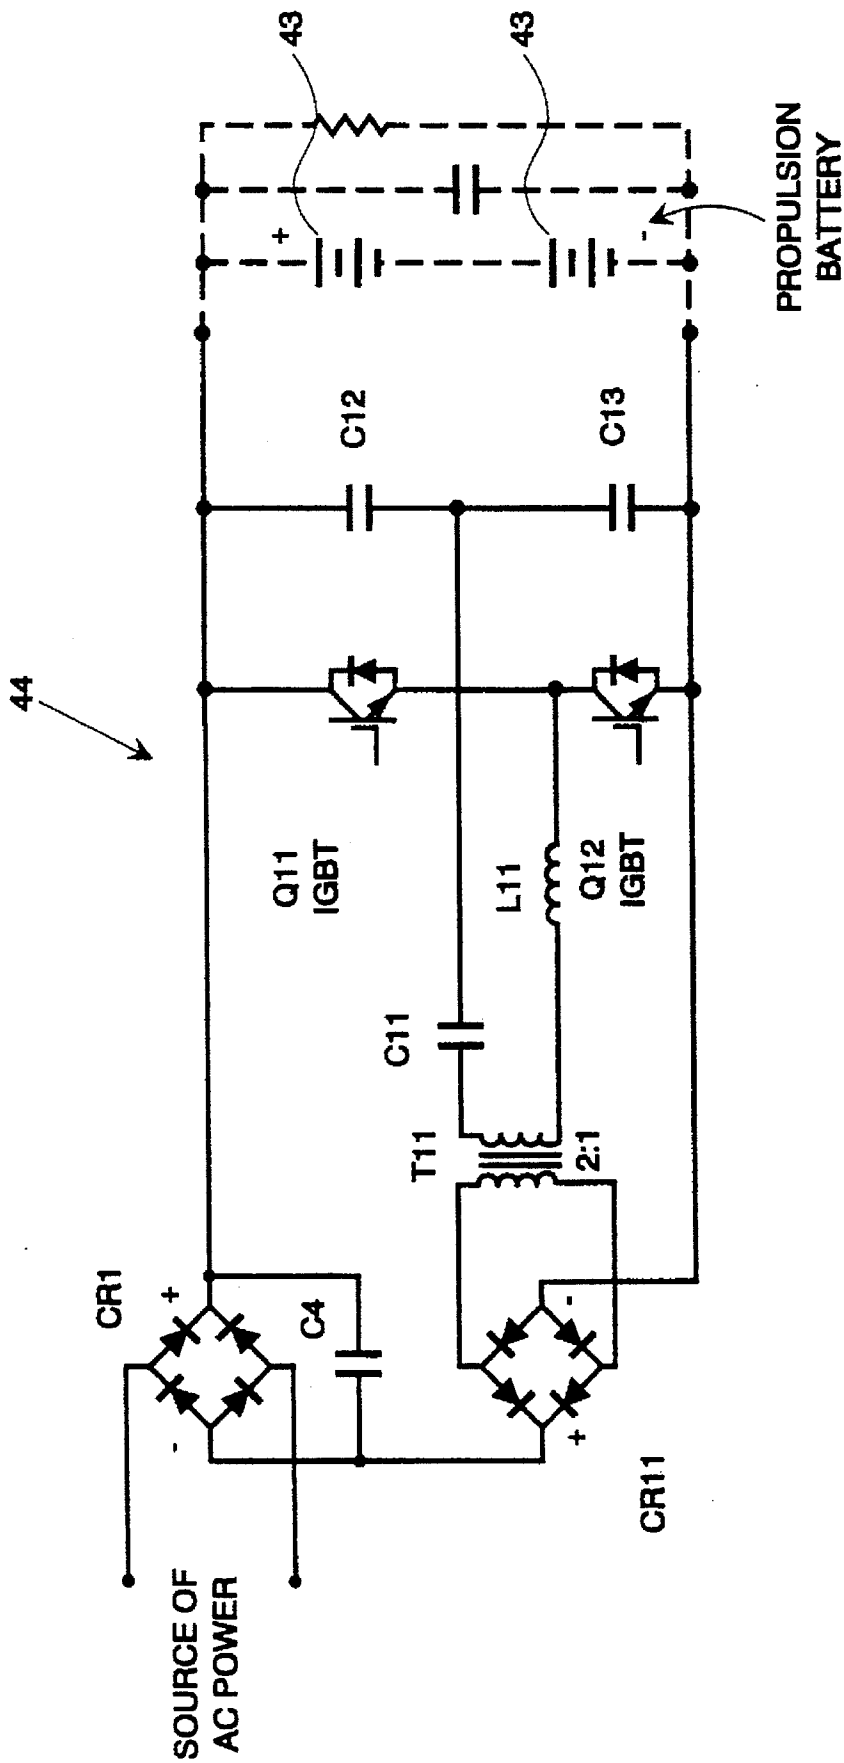 44
43
43
PROPULSION
BATTERY
C12
C13
Q11
IGBT
Q12
IGBT
L11
C11
T11
2:1
CR1
+
-
C4
CR11
+
-
+
-
SOURCE OF
AC POWER